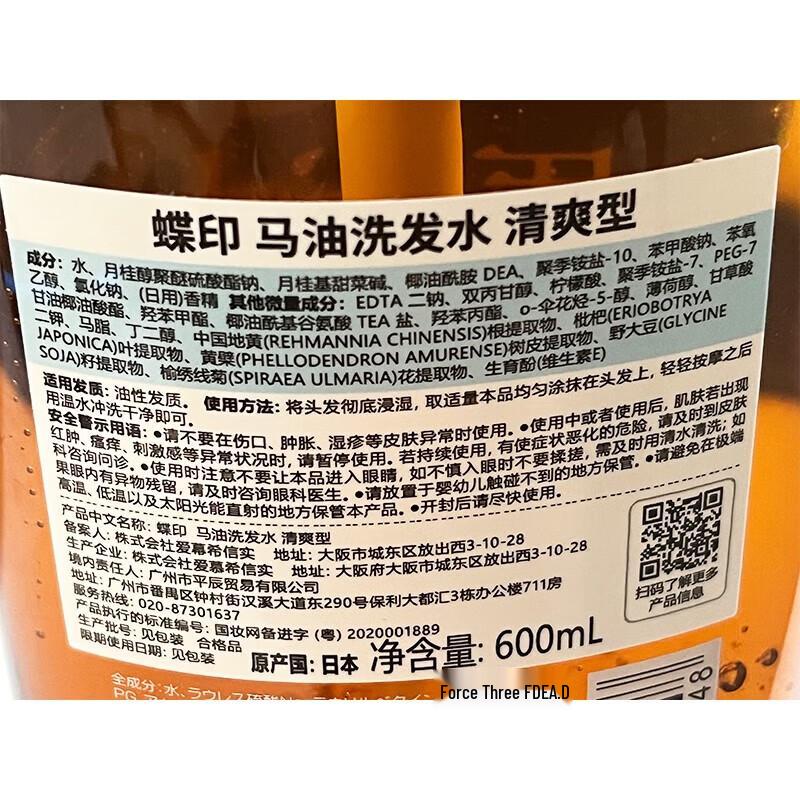 蝶印 马油洗发水 清爽型
成分: 水、月桂醇聚醚硫酸酯钠、月桂基甜菜碱、椰油酰胺 DEA、聚季铵盐-10、苯甲酸钠、苯氧
乙醇、氯化钠、(日用)香精 其他微量成分: EDTA 二钠、双丙甘醇、柠檬酸、聚季铵盐-7、PEG-7
甘油椰油酸酯、羟苯甲酯、椰油酰基谷氨酸 TEA 盐、羟苯丙酯、o-伞花烃-5-醇、薄荷醇、甘草酸
二钾、马脂、丁二醇、中国地黄(REHMANNIA CHINENSIS)根提取物、枇杷(ERIOBOTRYA
JAPONICA)叶提取物、黄檗(PHELLODENDRON AMURENSE)树皮提取物、野大豆(GLYCINE
SOJA)籽提取物、榆绣线菊(SPIRAEA ULMARIA)花提取物、生育酚(维生素E)
适用发质: 油性发质。 使用方法: 将头发彻底浸湿, 取适量本品均匀涂抹在头发上, 轻轻按摩之后
用温水冲洗干净即可。
安全警示用语: •请不要在伤口、肿胀、湿疹等皮肤异常时使用。•使用中或者使用后, 肌肤若出现
红肿、瘙痒、刺激感等异常状况时, 请暂停使用。若持续使用, 有使症状恶化的危险, 请及时到皮肤
科咨询问诊。•使用时注意不要让本品进入眼睛, 如不慎入眼时不要揉搓, 需及时用清水清洗; 如
果眼内有异物残留, 请及时咨询眼科医生。•请放置于婴幼儿触碰不到的地方保管。•请避免在极端
高温、低温以及太阳光能直射的地方保管本产品。•开封后请尽快使用。
产品中文名称: 蝶印 马油洗发水 清爽型
备案人: 株式会社爱慕希信实 地址: 大阪市城东区放出西3-10-28
生产企业: 株式会社爱慕希信实 地址: 大阪府大阪市城东区放出西3-10-28
境内责任人: 广州市平辰贸易有限公司
地址: 广州市番禺区钟村街汉溪大道东290号保利大都汇3栋办公楼711房
服务热线: 020-87301637
产品执行的标准编号: 国妆网备进字 (粤) 2020001889
生产批号: 见包装 合格品
限期使用日期: 见包装
原产国: 日本 净含量: 600mL
扫码了解更多
产品信息
全成分: 水、ラウレス硫酸Na
Force Three FDEA.D
48